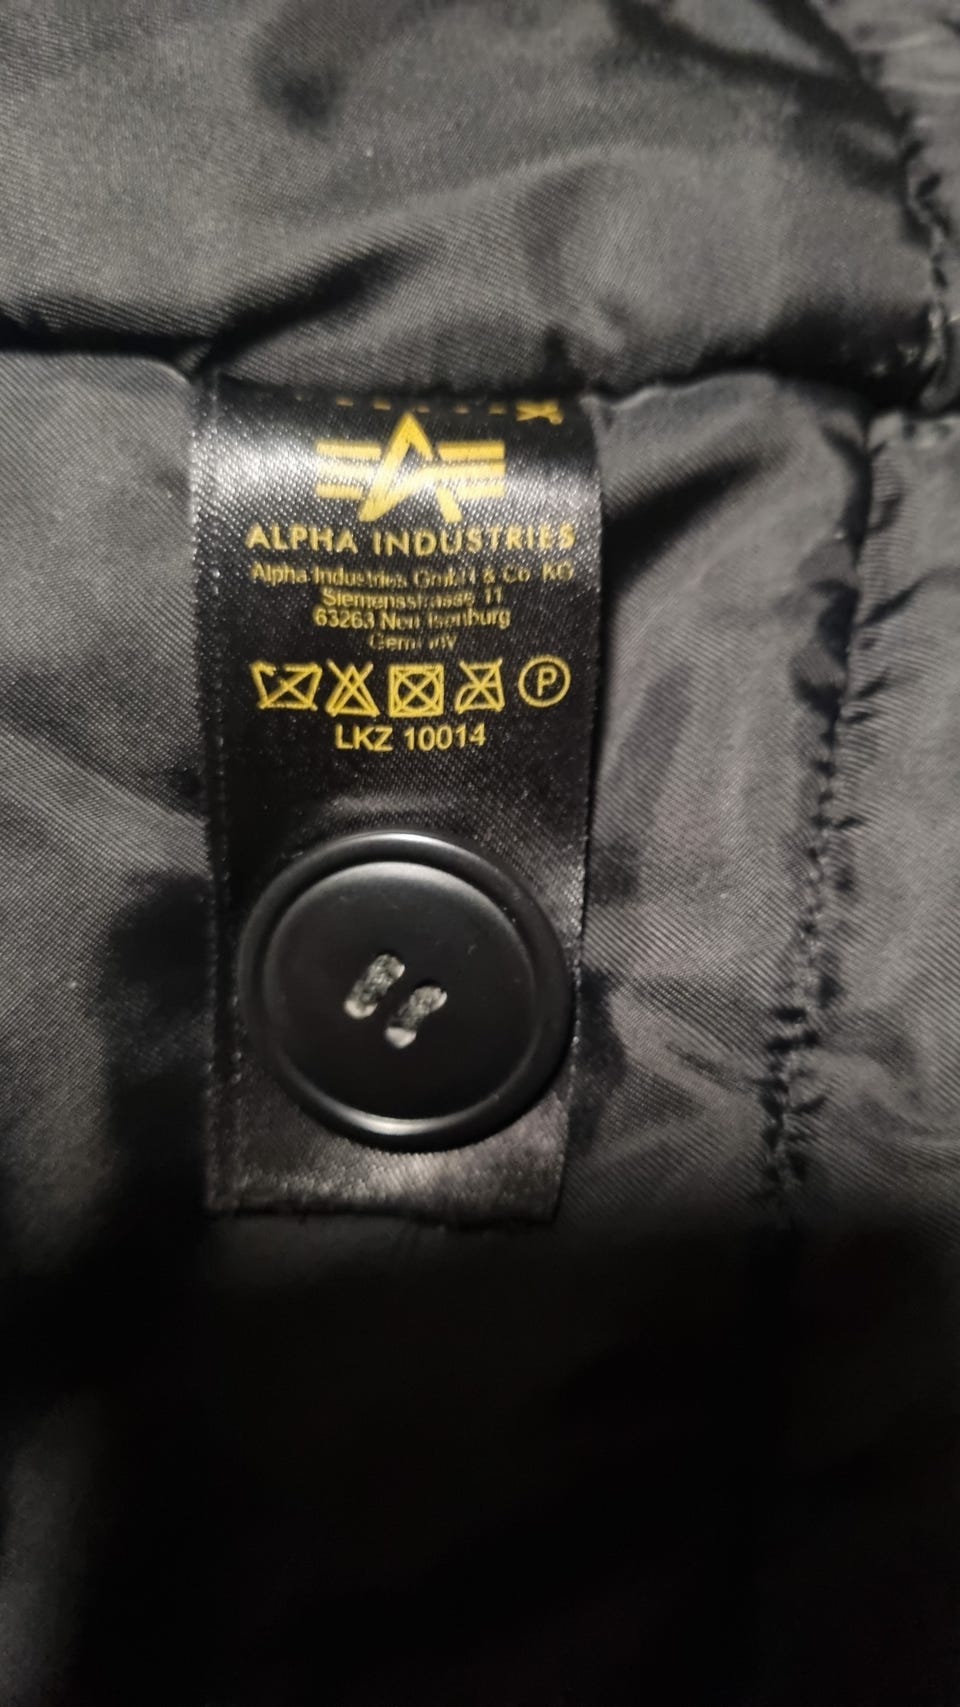 ALPHA INDUSTRIES
Alpha Industries GmbH & Co KG
Siemensstrasse 11
63263 Neu Isenburg
Germany
P
LKZ 10014